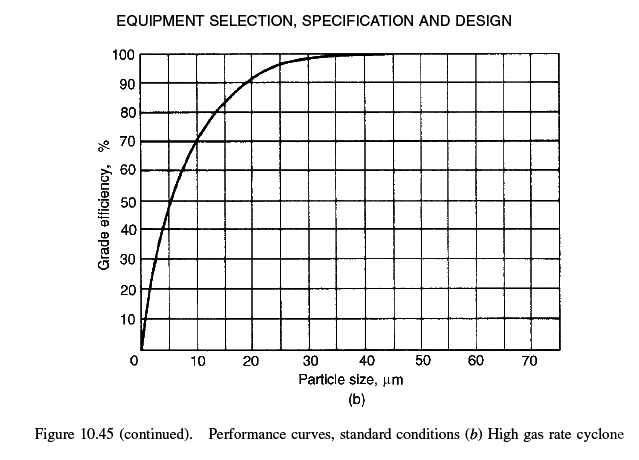 EQUIPMENT SELECTION, SPECIFICATION AND DESIGN
100
90
80
70
60
50
40
30
20
10
Grade efficiency, %
0 10 20 30 40 50 60 70
Particle size, μm
(b)
Figure 10.45 (continued). Performance curves, standard conditions (b) High gas rate cyclone